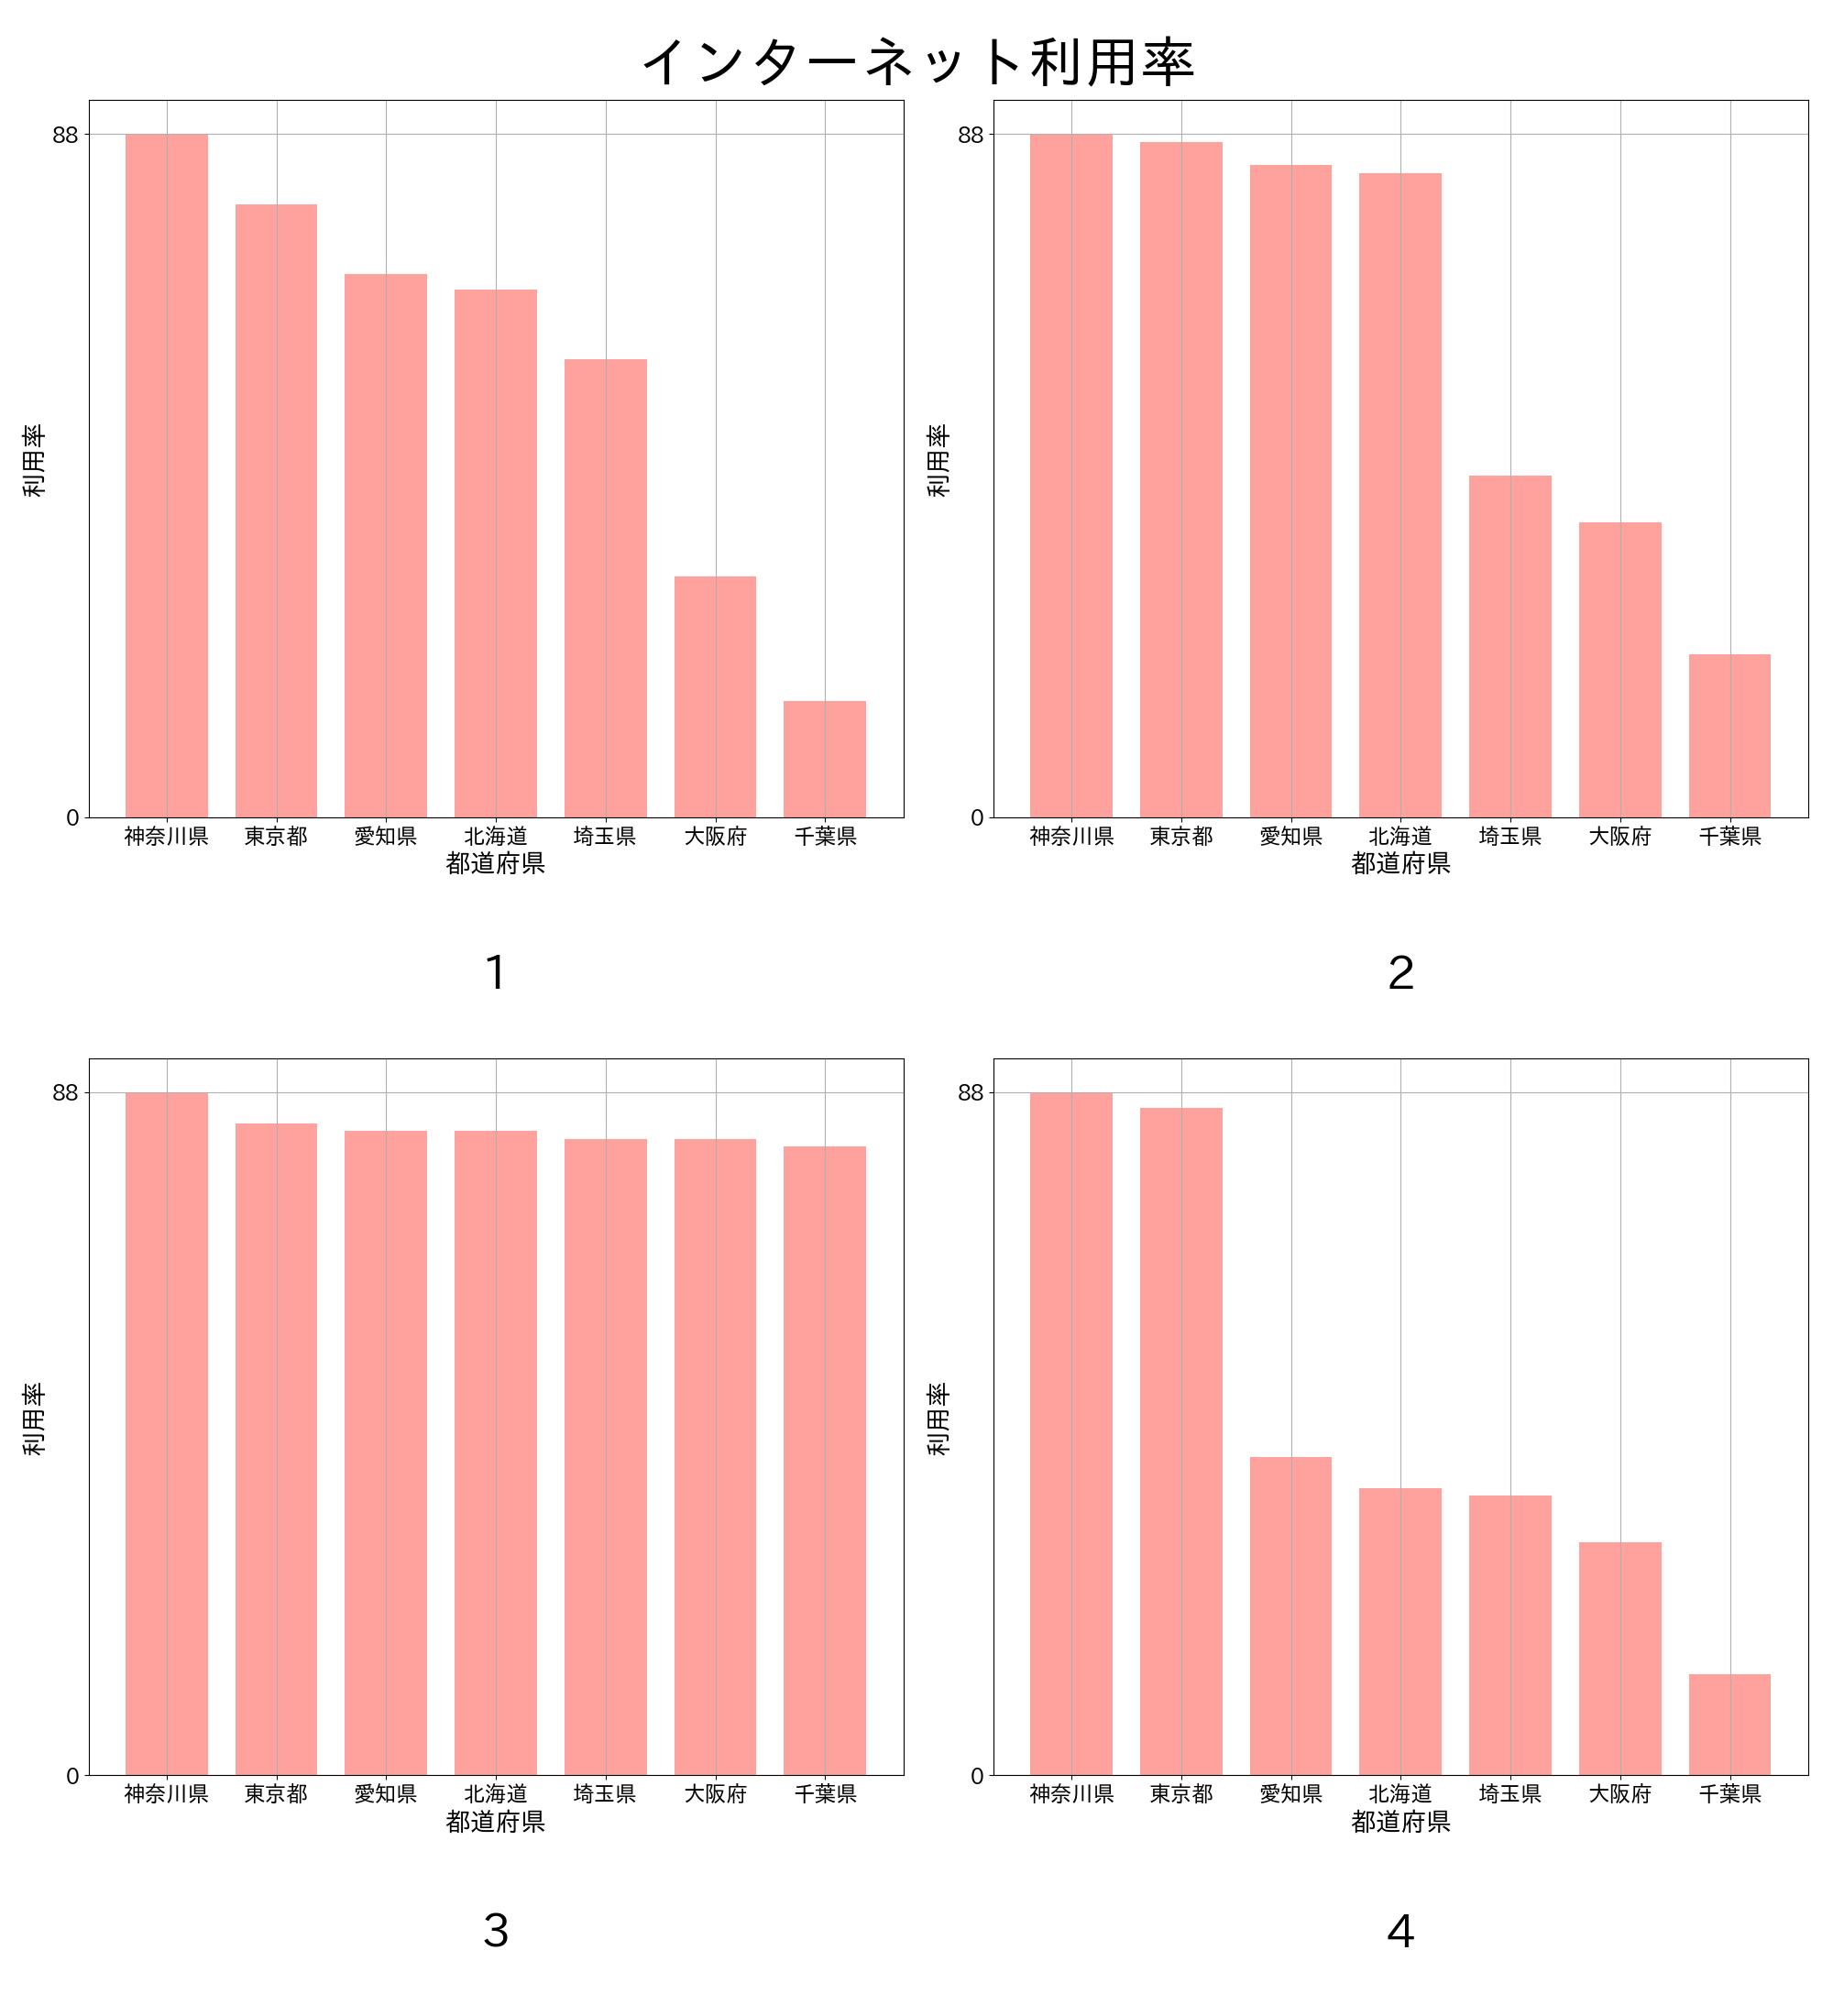 インターネット利用率
88
0
利用率
神奈川県 東京都 愛知県 北海道 埼玉県 大阪府 千葉県
都道府県
1
88
0
利用率
神奈川県 東京都 愛知県 北海道 埼玉県 大阪府 千葉県
都道府県
2
88
0
利用率
神奈川県 東京都 愛知県 北海道 埼玉県 大阪府 千葉県
都道府県
3
88
0
利用率
神奈川県 東京都 愛知県 北海道 埼玉県 大阪府 千葉県
都道府県
4